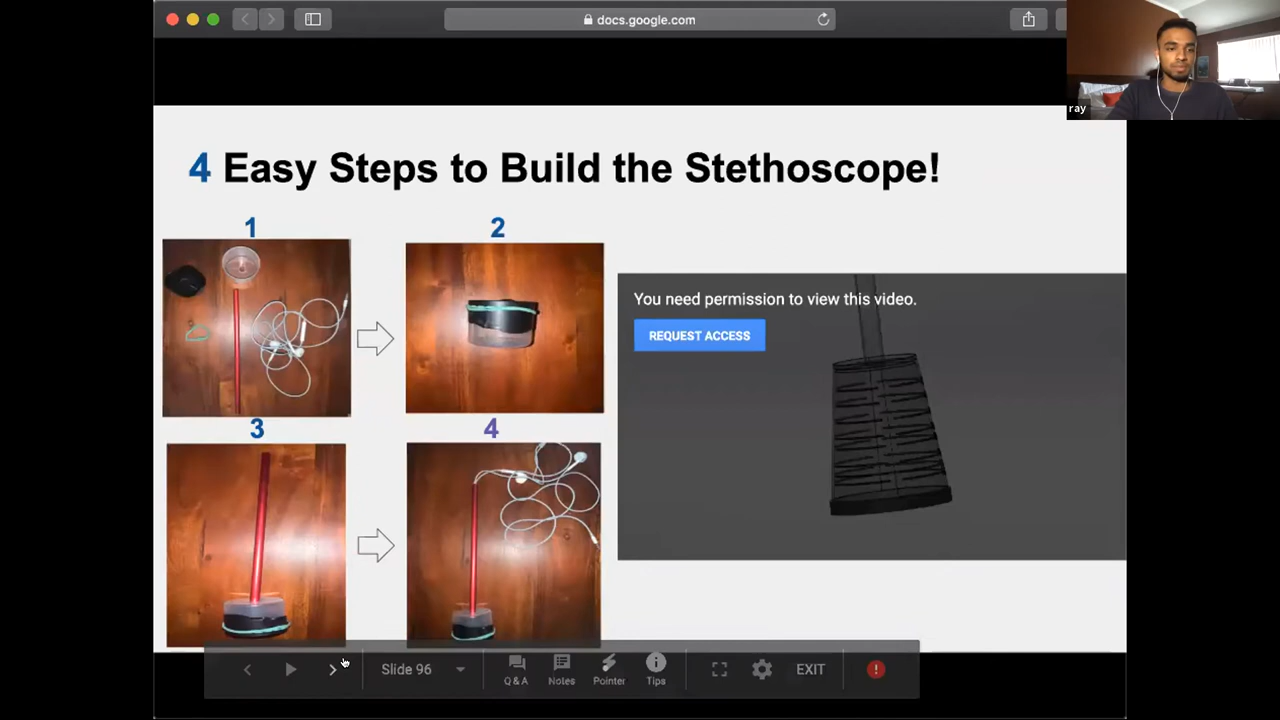 docs.google.com
ray
4 Easy Steps to Build the Stethoscope!
1
2
You need permission to view this video.
REQUEST ACCESS
3
4
Slide 96
Q & A
Notes
Pointer
Tips
EXIT